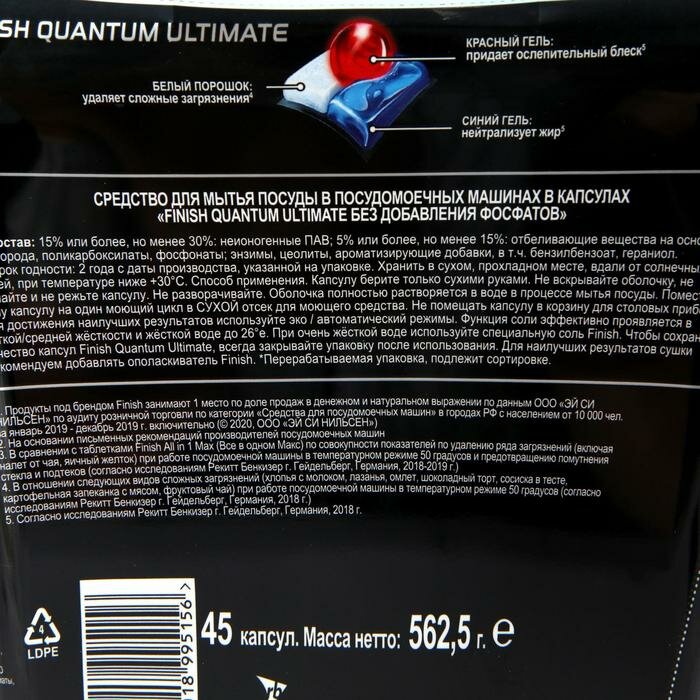 SH QUANTUM ULTIMATE
КРАСНЫЙ ГЕЛЬ:
придает ослепительный блеск⁵
БЕЛЫЙ ПОРОШОК:
удаляет сложные загрязнения⁴
СИНИЙ ГЕЛЬ:
нейтрализует жир⁵
СРЕДСТВО ДЛЯ МЫТЬЯ ПОСУДЫ В ПОСУДОМОЕЧНЫХ МАШИНАХ В КАПСУЛАХ
«FINISH QUANTUM ULTIMATE БЕЗ ДОБАВЛЕНИЯ ФОСФАТОВ»
остав: 15% или более, но менее 30%: неионогенные ПАВ; 5% или более, но менее 15%: отбеливающие вещества на осно
орода, поликарбоксилаты, фосфонаты; энзимы, цеолиты, ароматизирующие добавки, в т.ч. бензилбензоат, гераниол.
рок годности: 2 года с даты производства, указанной на упаковке. Хранить в сухом, прохладном месте, вдали от солнечны
ей, при температуре ниже +30°С. Способ применения. Капсулу берите только сухими руками. Не вскрывайте оболочку, не
айте и не режьте капсулу. Не разворачивайте. Оболочка полностью растворяется в воде в процессе мытья посуды. Помес
у капсулу на один моющий цикл в СУХОЙ отсек для моющего средства. Не помещать капсулу в корзину для столовых приб
я достижения наилучших результатов используйте эко / автоматический режимы. Функция соли эффективно проявляется в
кой/средней жёсткости и жёсткой воде до 26°е. При очень жёсткой воде используйте специальную соль Finish. Чтобы сохран
чество капсул Finish Quantum Ultimate, всегда закрывайте упаковку после использования. Для наилучших результатов сушки
комендуем добавлять ополаскиватель Finish. *Перерабатываемая упаковка, подлежит сортировке.
. Продукты под брендом Finish занимают 1 место по доле продаж в денежном и натуральном выражении по данным ООО «ЭЙ СИ
НИЛЬСЕН» по аудиту розничной торговли по категории «Средства для посудомоечных машин» в городах РФ с населением от 10 000 чел.
за январь 2019 - декабрь 2019 г. включительно (© 2020, ООО «ЭЙ СИ НИЛЬСЕН»)
2. На основании письменных рекомендаций производителей посудомоечных машин
3. В сравнении с таблетками Finish All in 1 Max (Все в одном Макс) по совокупности показателей по удалению ряда загрязнений (включая
налет от чая, яичный желток) при работе посудомоечной машины в температурном режиме 50 градусов и предотвращению помутнения
стекла и подтеков (согласно исследованиям Рекитт Бенкизер г. Гейдельберг, Германия, 2018-2019 г.)
4. В отношении следующих видов сложных загрязнений (хлопья с молоком, лазанья, омлет, шоколадный торт, сосиска в тесте,
картофельная запеканка с мясом, фруктовый чай) при работе посудомоечной машины в температурном режиме 50 градусов (согласно
исследованиям Рекитт Бенкизер г. Гейдельберг, Германия, 2018 г.)
5. Согласно исследованиям Рекитт Бенкизер г. Гейдельберг, Германия, 2018 г.
4
LDPE
18 995156 >
45 капсул. Масса нетто: 562,5 г. ℮
rb